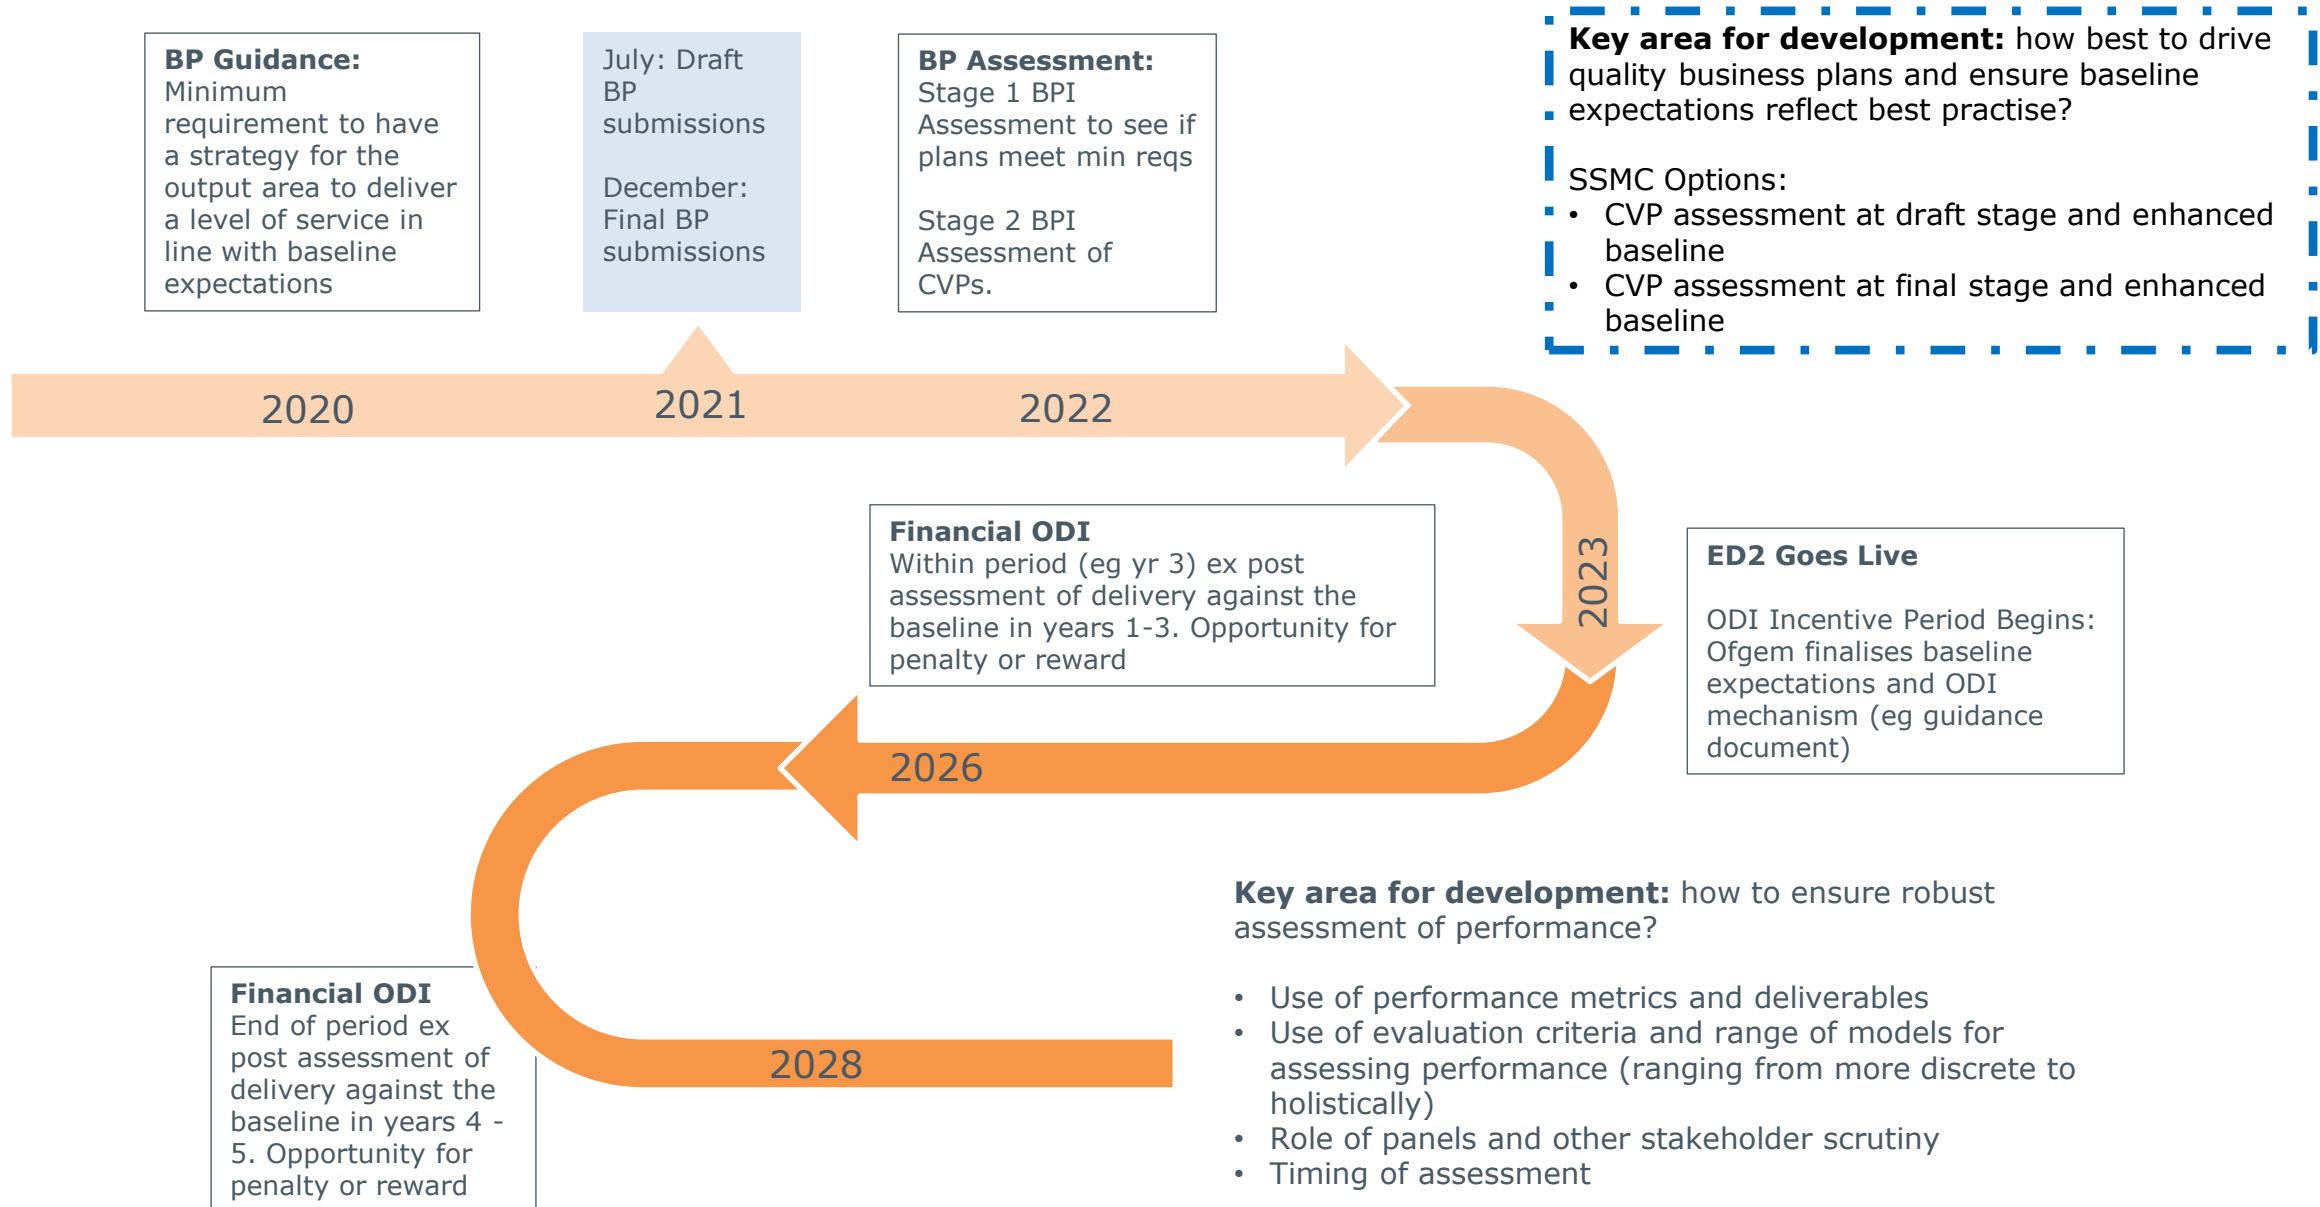 BP Guidance:
Minimum
requirement to have
a strategy for the
output area to deliver
a level of service in
line with baseline
expectations
July: Draft
BP
submissions
December:
Final BP
submissions
BP Assessment:
Stage 1 BPI
Assessment to see if
plans meet min reqs
Stage 2 BPI
Assessment of
CVPs.
Key area for development: how best to drive
quality business plans and ensure baseline
expectations reflect best practise?
SSMC Options:
• CVP assessment at draft stage and enhanced
baseline
• CVP assessment at final stage and enhanced
baseline
2020
2021
2022
2023
Financial ODI
Within period (eg yr 3) ex post
assessment of delivery against the
baseline in years 1-3. Opportunity for
penalty or reward
ED2 Goes Live
ODI Incentive Period Begins:
Ofgem finalises baseline
expectations and ODI
mechanism (eg guidance
document)
2026
Financial ODI
End of period ex
post assessment of
delivery against the
baseline in years 4 -
5. Opportunity for
penalty or reward
2028
Key area for development: how to ensure robust
assessment of performance?
• Use of performance metrics and deliverables
• Use of evaluation criteria and range of models for
assessing performance (ranging from more discrete to
holistically)
• Role of panels and other stakeholder scrutiny
• Timing of assessment